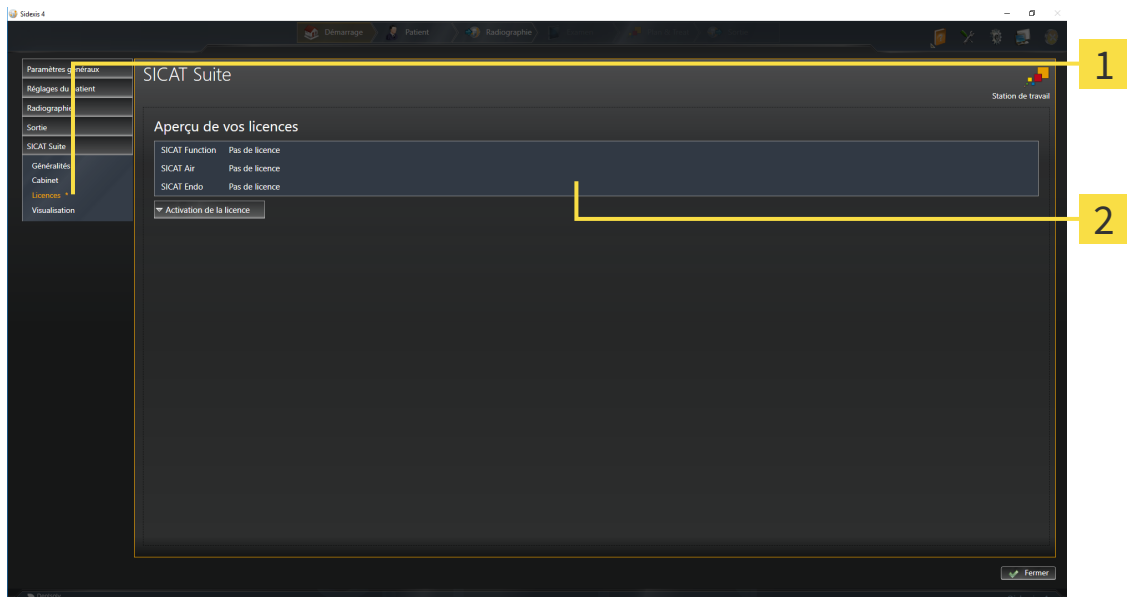 Sidexis 4
Démarrage
Patient
Radiographie
Paramètres généraux
Réglages du patient
Radiographie
Sortie
SICAT Suite
Généralités
Cabinet
Licences *
Visualisation
SICAT Suite
Station de travail
Aperçu de vos licences
SICAT Function Pas de licence
SICAT Air Pas de licence
SICAT Endo Pas de licence
Activation de la licence
Fermer
1
2